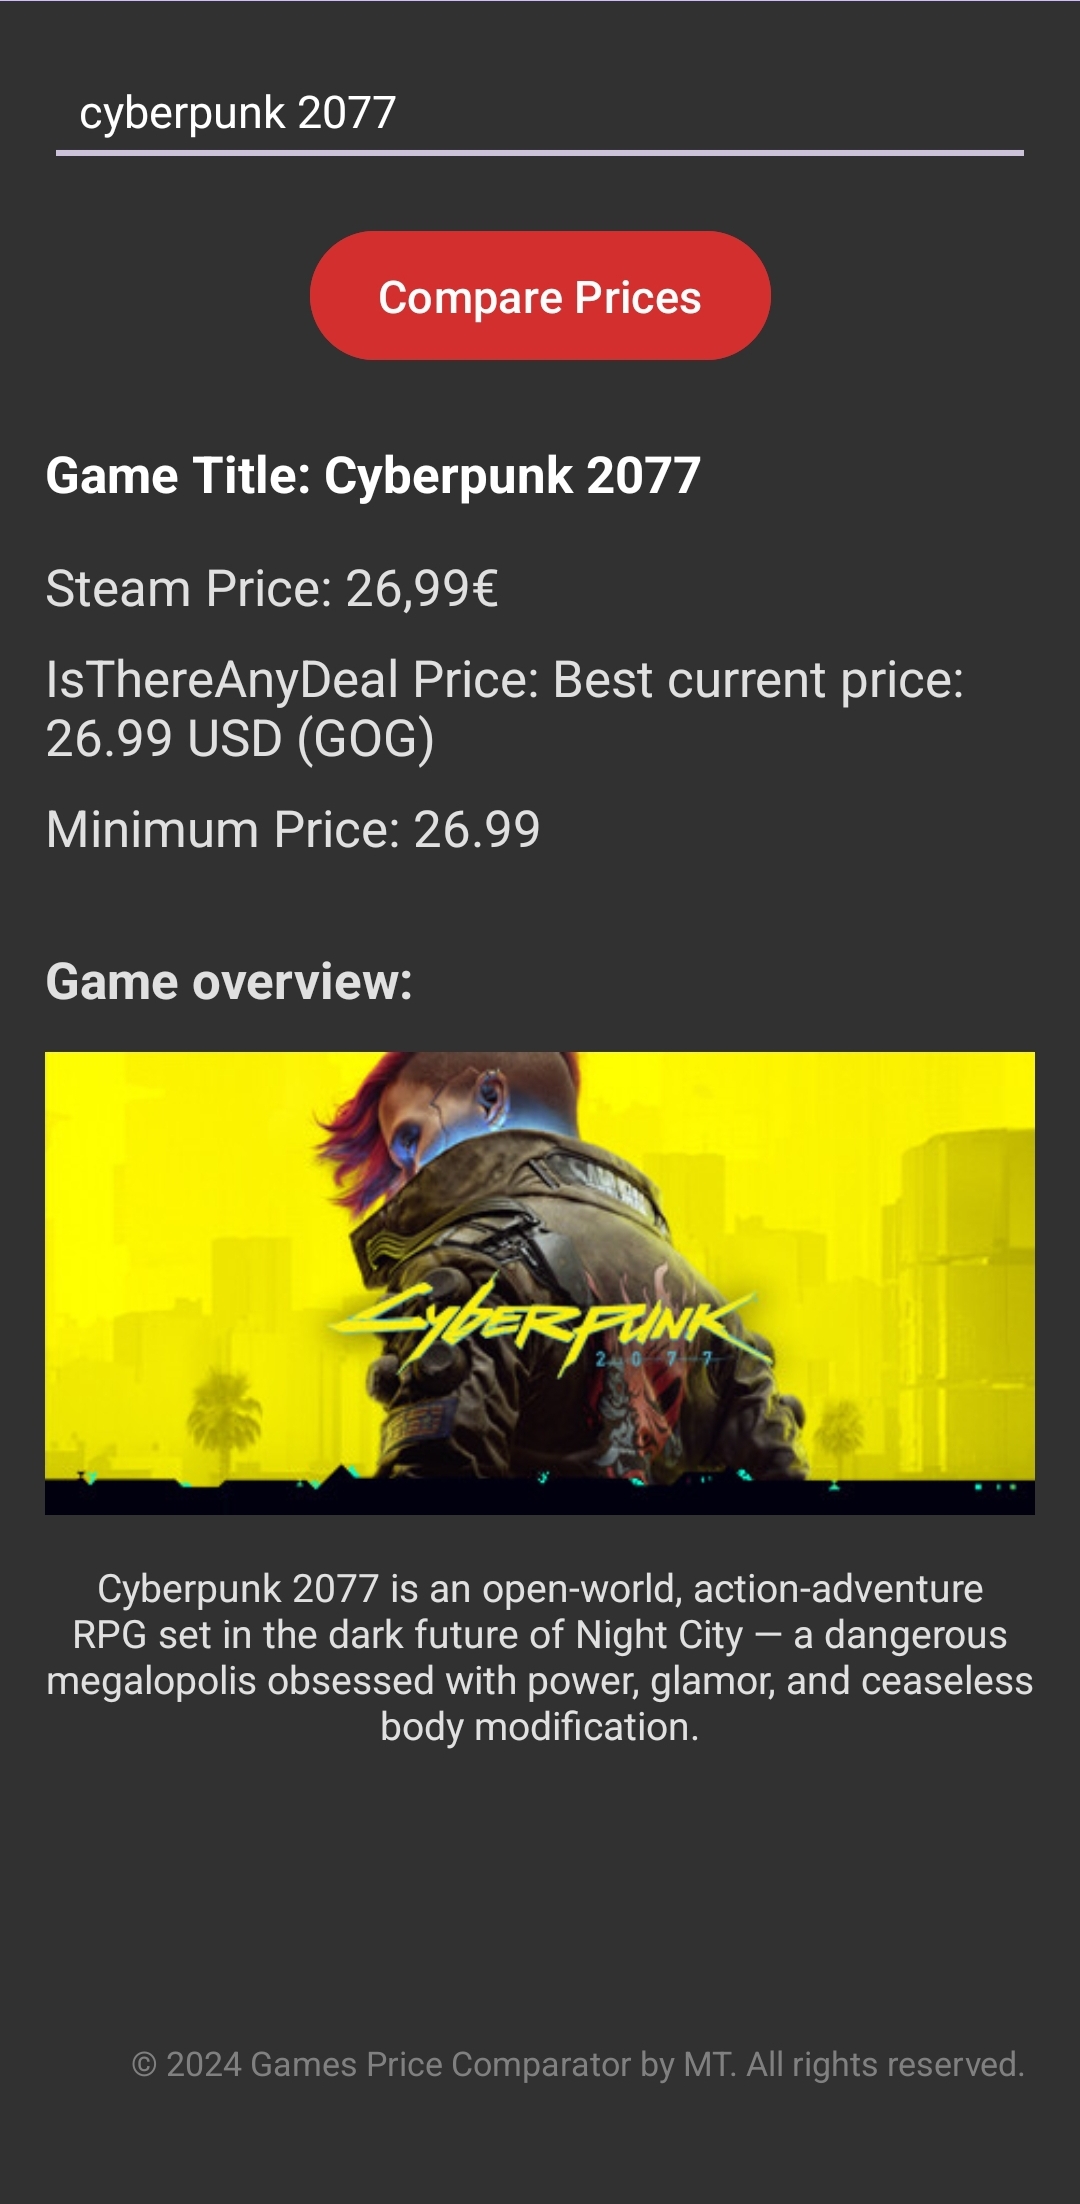 cyberpunk 2077
Compare Prices
Game Title: Cyberpunk 2077
Steam Price: 26,99€
IsThereAnyDeal Price: Best current price:
26.99 USD (GOG)
Minimum Price: 26.99
Game overview:
Cyberpunk
2077
Cyberpunk 2077 is an open-world, action-adventure
RPG set in the dark future of Night City — a dangerous
megalopolis obsessed with power, glamor, and ceaseless
body modification.
© 2024 Games Price Comparator by MT. All rights reserved.